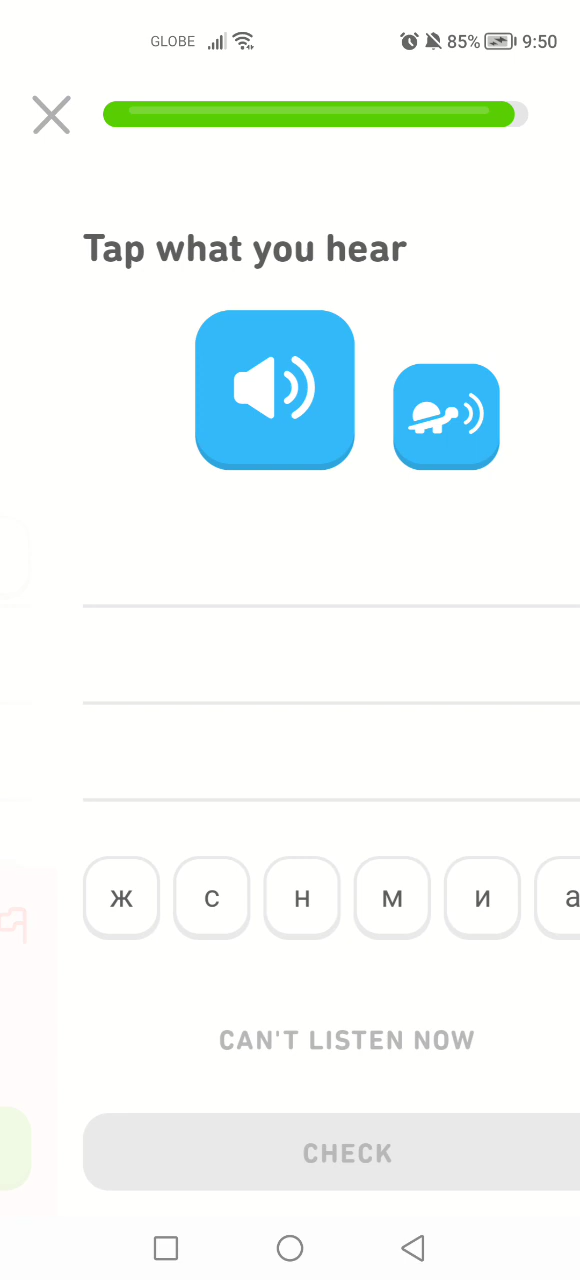 GLOBE 85% 9:50
Tap what you hear
ж с н м и а
CAN'T LISTEN NOW
CHECK